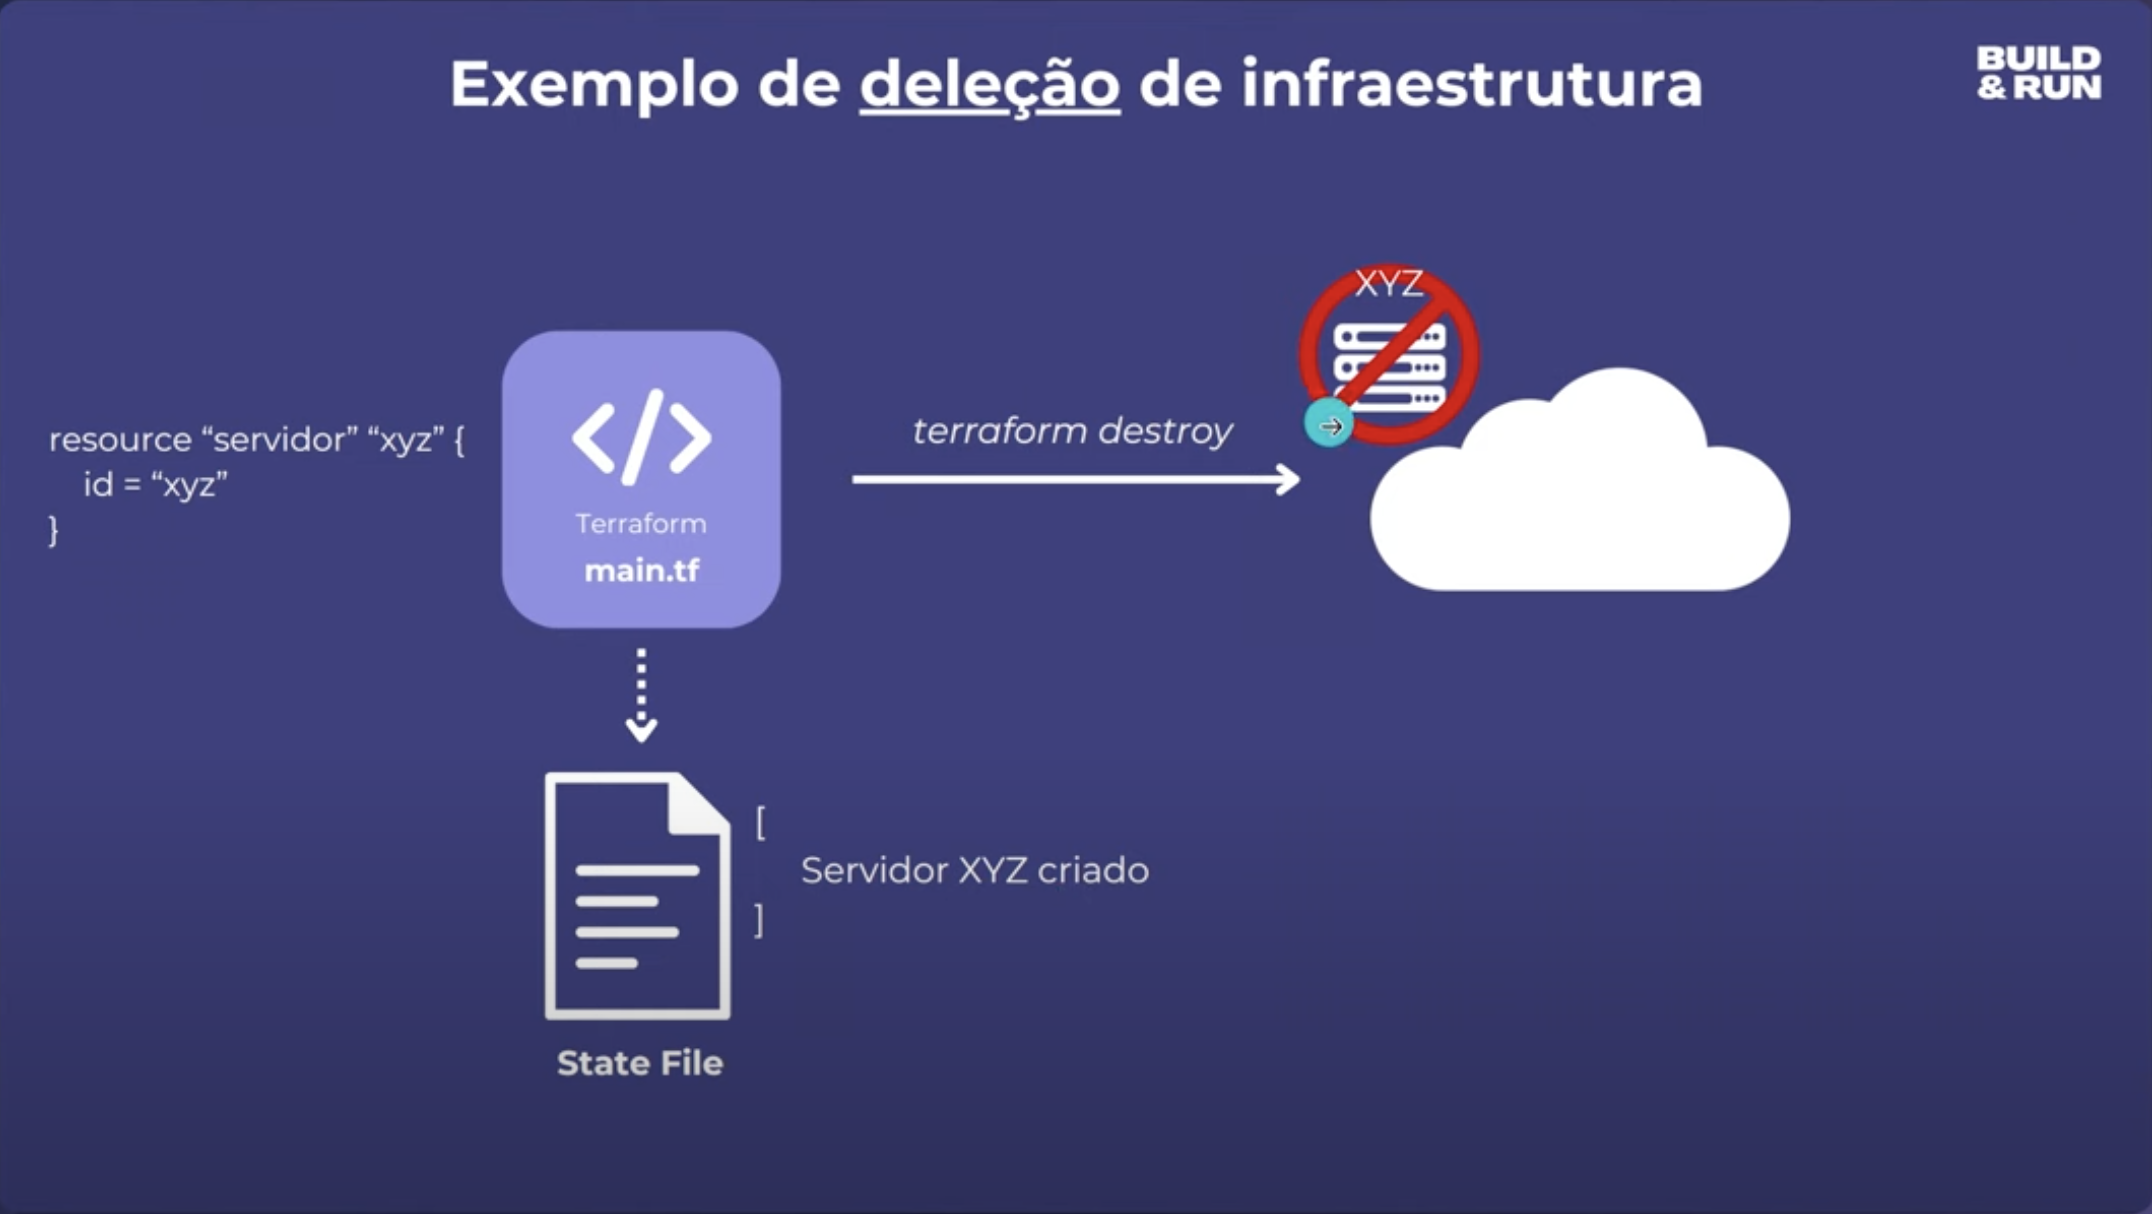 Exemplo de deleção de infraestrutura
BUILD
& RUN
XYZ
resource “servidor” “xyz” {
id = “xyz”
}
Terraform
main.tf
terraform destroy
[
Servidor XYZ criado
]
State File